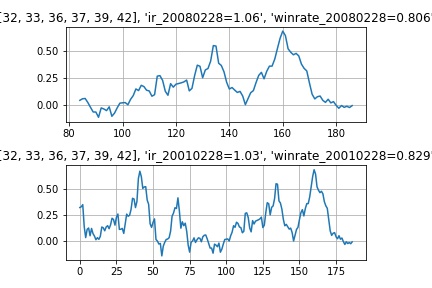 [32, 33, 36, 37, 39, 42], 'ir_20080228=1.06', 'winrate_20080228=0.806'
0.50
0.25
0.00
80 100 120 140 160 180
[32, 33, 36, 37, 39, 42], 'ir_20010228=1.03', 'winrate_20010228=0.829'
0.50
0.25
0.00
0 25 50 75 100 125 150 175